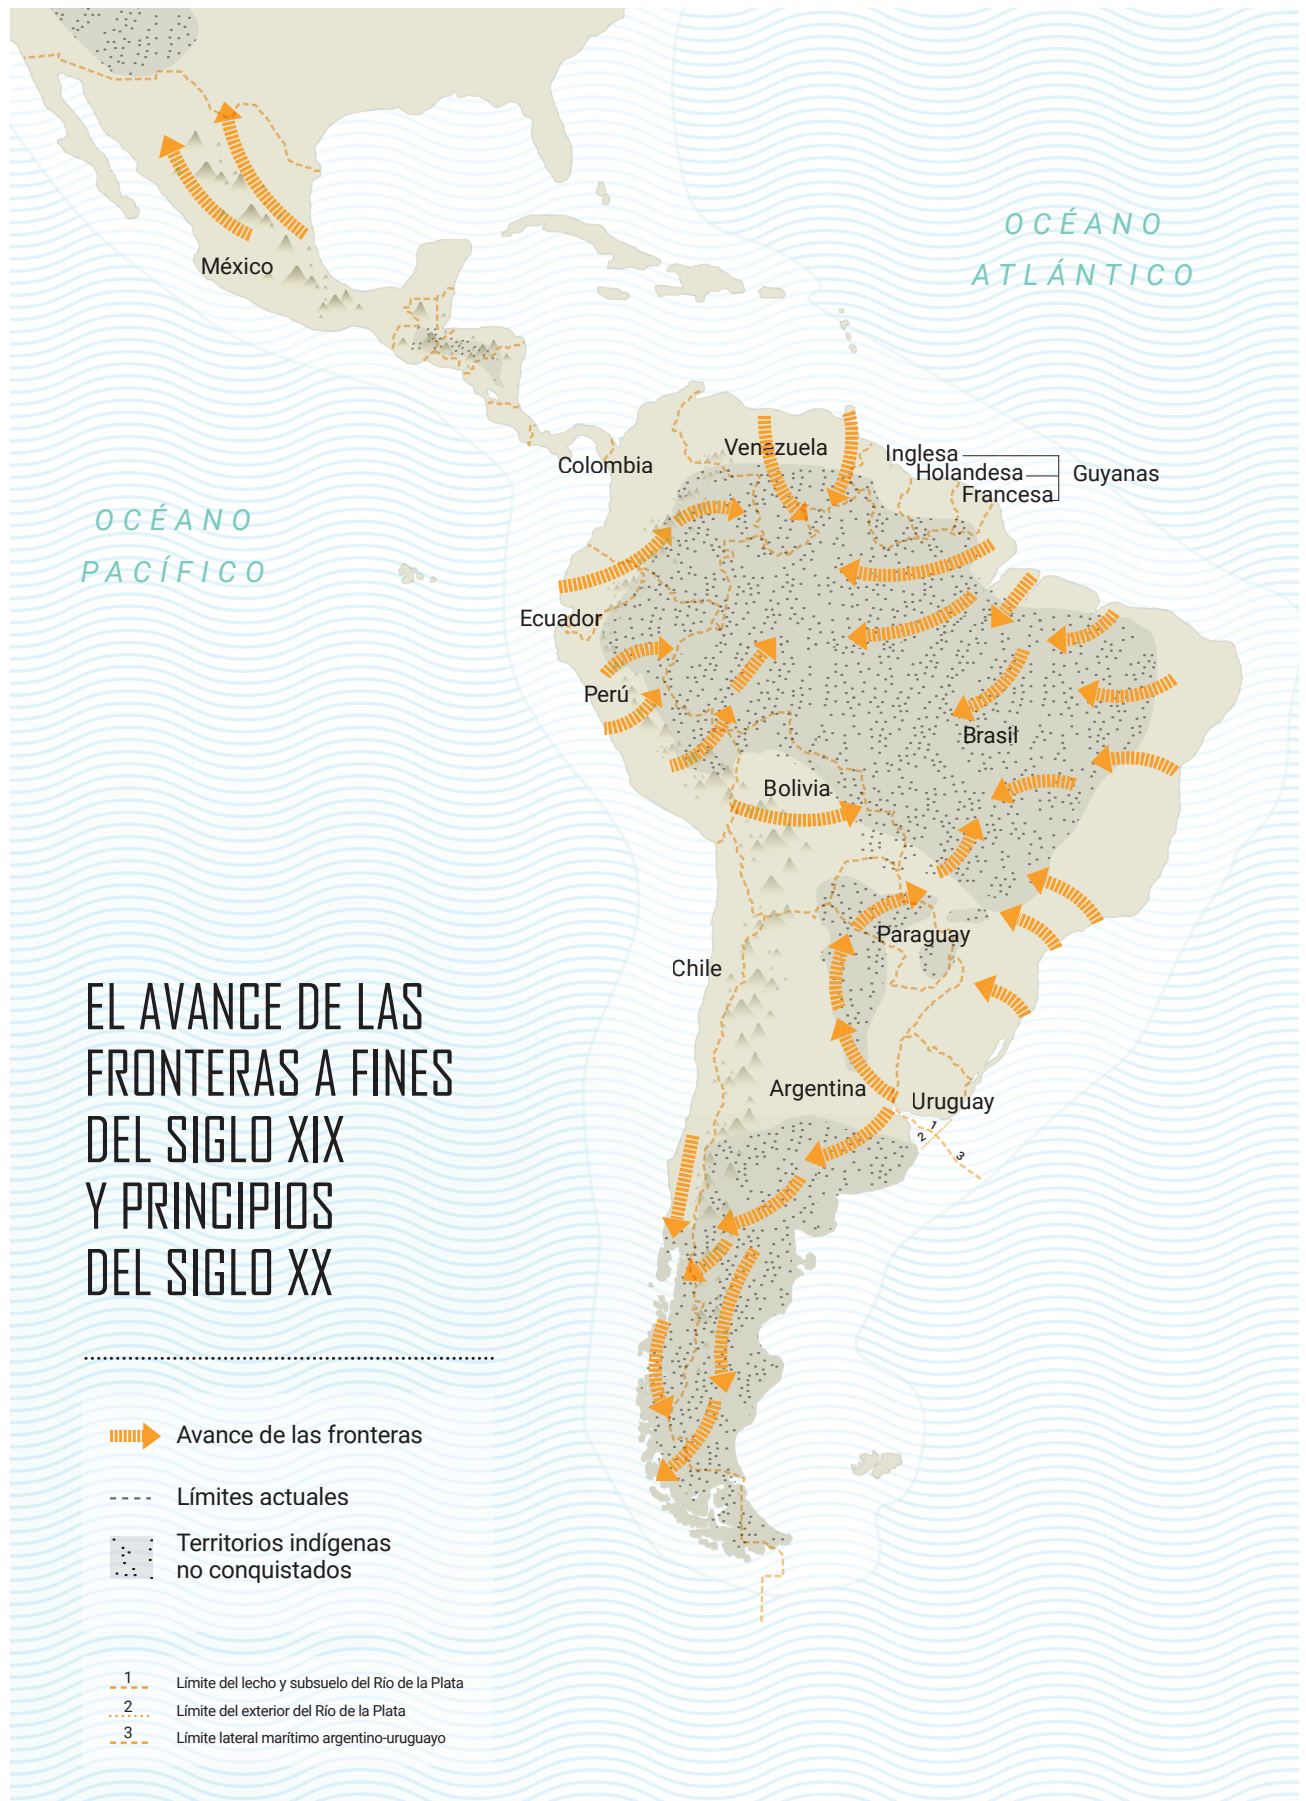 OCÉANO
ATLÁNTICO
México
Venezuela
Colombia
Inglesa
Holandesa
Francesa
Guyanas
OCÉANO
PACÍFICO
Ecuador
Perú
Brasil
Bolivia
Paraguay
Chile
Argentina
Uruguay
1
2
3
EL AVANCE DE LAS
FRONTERAS A FINES
DEL SIGLO XIX
Y PRINCIPIOS
DEL SIGLO XX
Avance de las fronteras
Límites actuales
Territorios indígenas
no conquistados
1 Límite del lecho y subsuelo del Río de la Plata
2 Límite del exterior del Río de la Plata
3 Límite lateral marítimo argentino-uruguayo